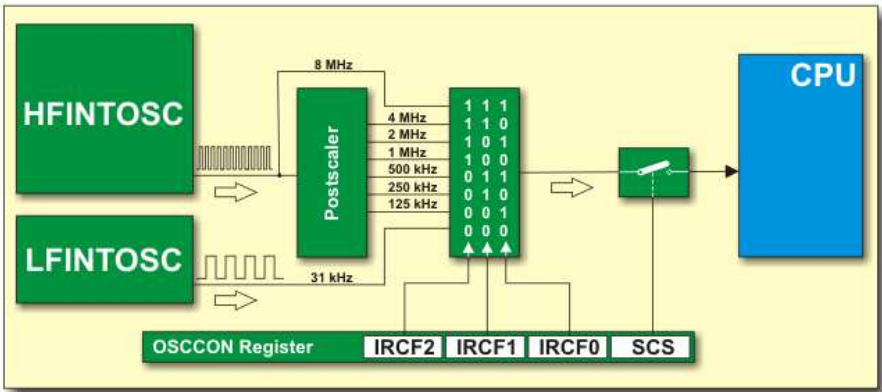 HFINTOSC
8 MHz
CPU
4 MHz
2 MHz
1 MHz
500 kHz
250 kHz
125 kHz
Postscaler
1 1 1
1 1 0
1 0 1
1 0 0
0 1 1
0 1 0
0 0 1
0 0 0
LFINTOSC
31 kHz
OSCCON Register
IRCF2
IRCF1
IRCF0
SCS